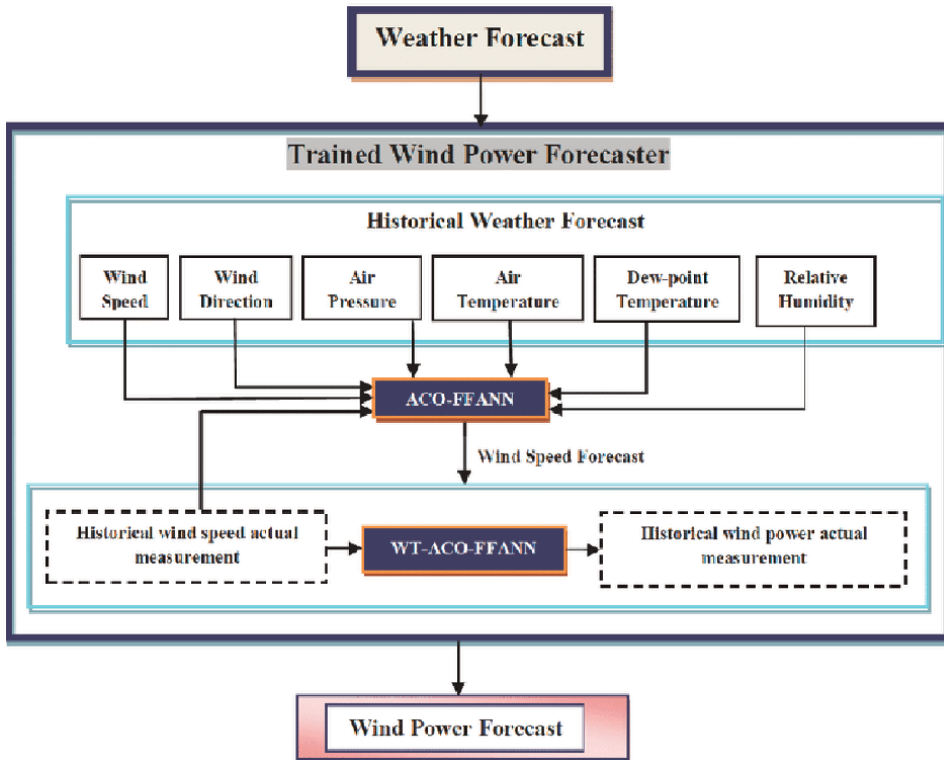 Weather Forecast
Trained Wind Power Forecaster
Historical Weather Forecast
Wind
Speed
Wind
Direction
Air
Pressure
Air
Temperature
Dew-point
Temperature
Relative
Humidity
ACO-FFANN
Wind Speed Forecast
Historical wind speed actual
measurement
WT-ACO-FFANN
Historical wind power actual
measurement
Wind Power Forecast